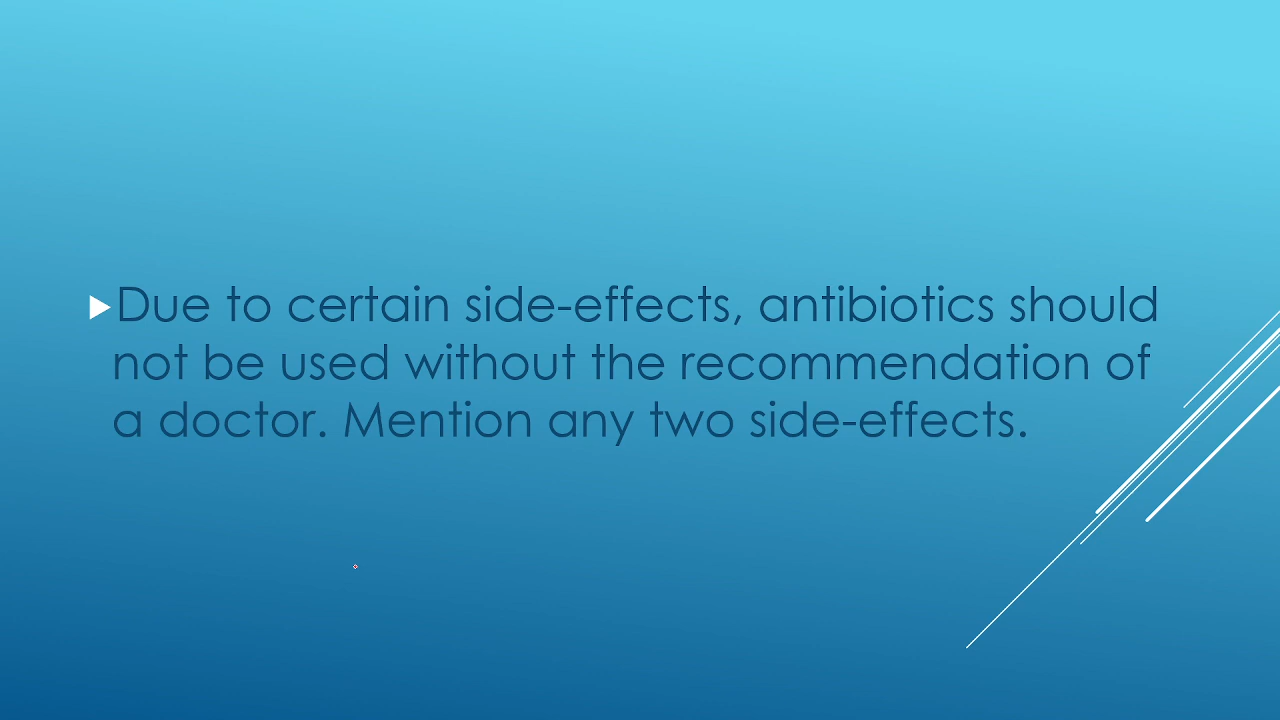 Due to certain side-effects, antibiotics should
not be used without the recommendation of
a doctor. Mention any two side-effects.